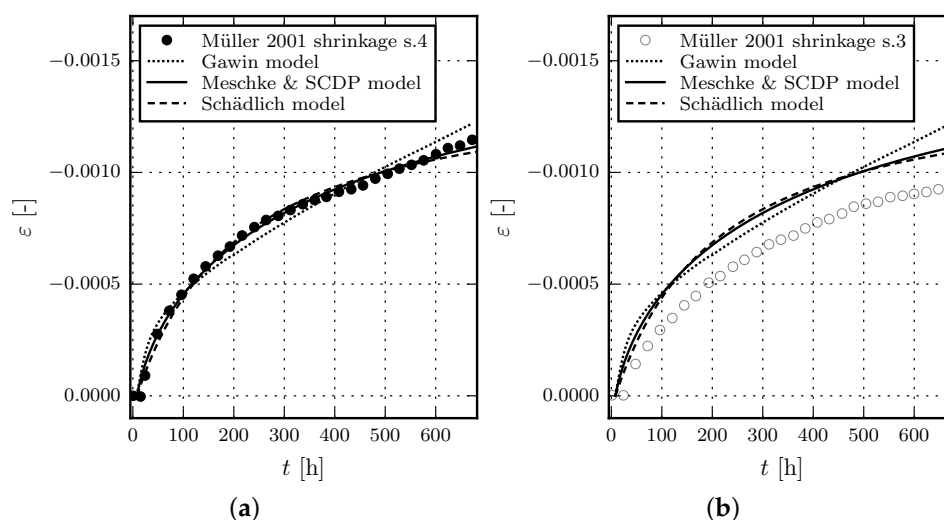 −0.0015
−0.0010
−0.0005
0.0000
ε [-]
Müller 2001 shrinkage s.4
Gawin model
Meschke & SCDP model
Schädlich model
0 100 200 300 400 500 600
t [h]
(a)
−0.0015
−0.0010
−0.0005
0.0000
ε [-]
Müller 2001 shrinkage s.3
Gawin model
Meschke & SCDP model
Schädlich model
0 100 200 300 400 500 600
t [h]
(b)